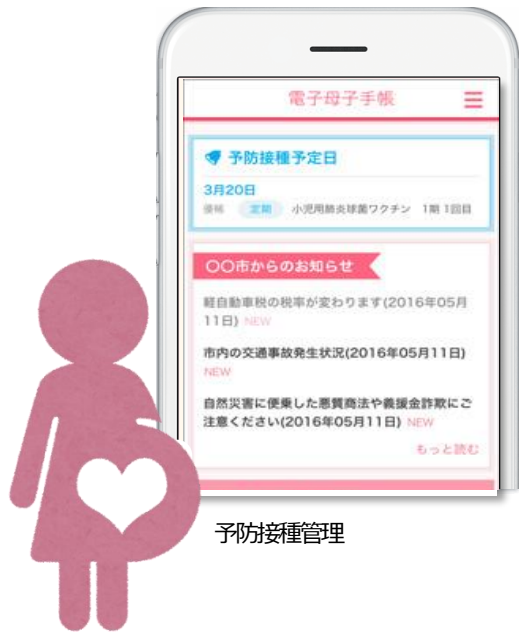 電子母子手帳
予防接種予定日
3月20日
優帆 定期 小児用肺炎球菌ワクチン 1期 1回目
〇〇市からのお知らせ
軽自動車税の税率が変わります(2016年05月
11日) NEW
市内の交通事故発生状況(2016年05月11日)
NEW
自然災害に便乗した悪質商法や義援金詐欺にご
注意ください(2016年05月11日) NEW
もっと読む
予防接種管理